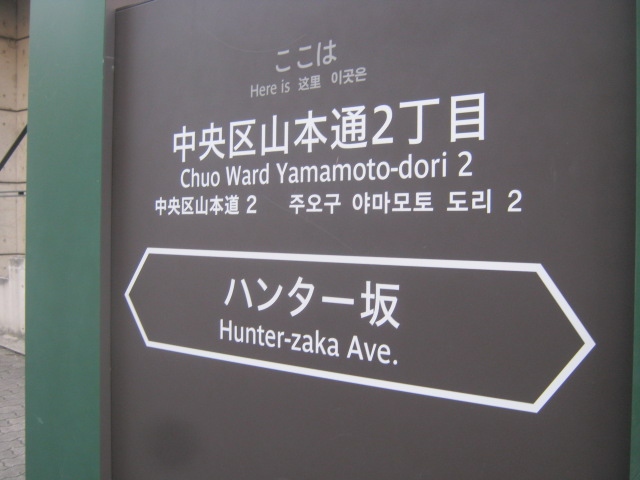 ここは
Here is 这里 이곳은
中央区山本通2丁目
Chuo Ward Yamamoto-dori 2
中央区山本道 2 주오구 야마모토 도리 2
ハンター坂
Hunter-zaka Ave.